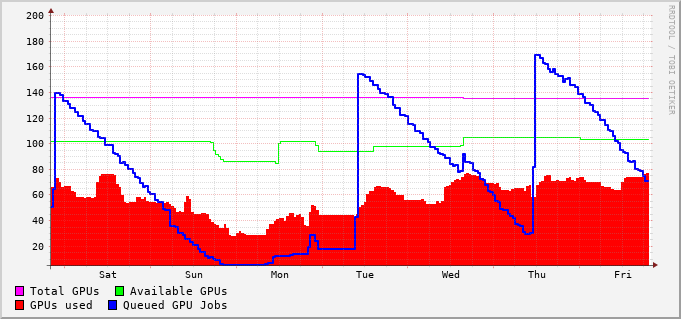 200
180
160
140
120
100
80
60
40
20
Sat Sun Mon Tue Wed Thu Fri
Total GPUs Available GPUs
GPUs used Queued GPU Jobs
RRDTOOL / TOBI OETIKER